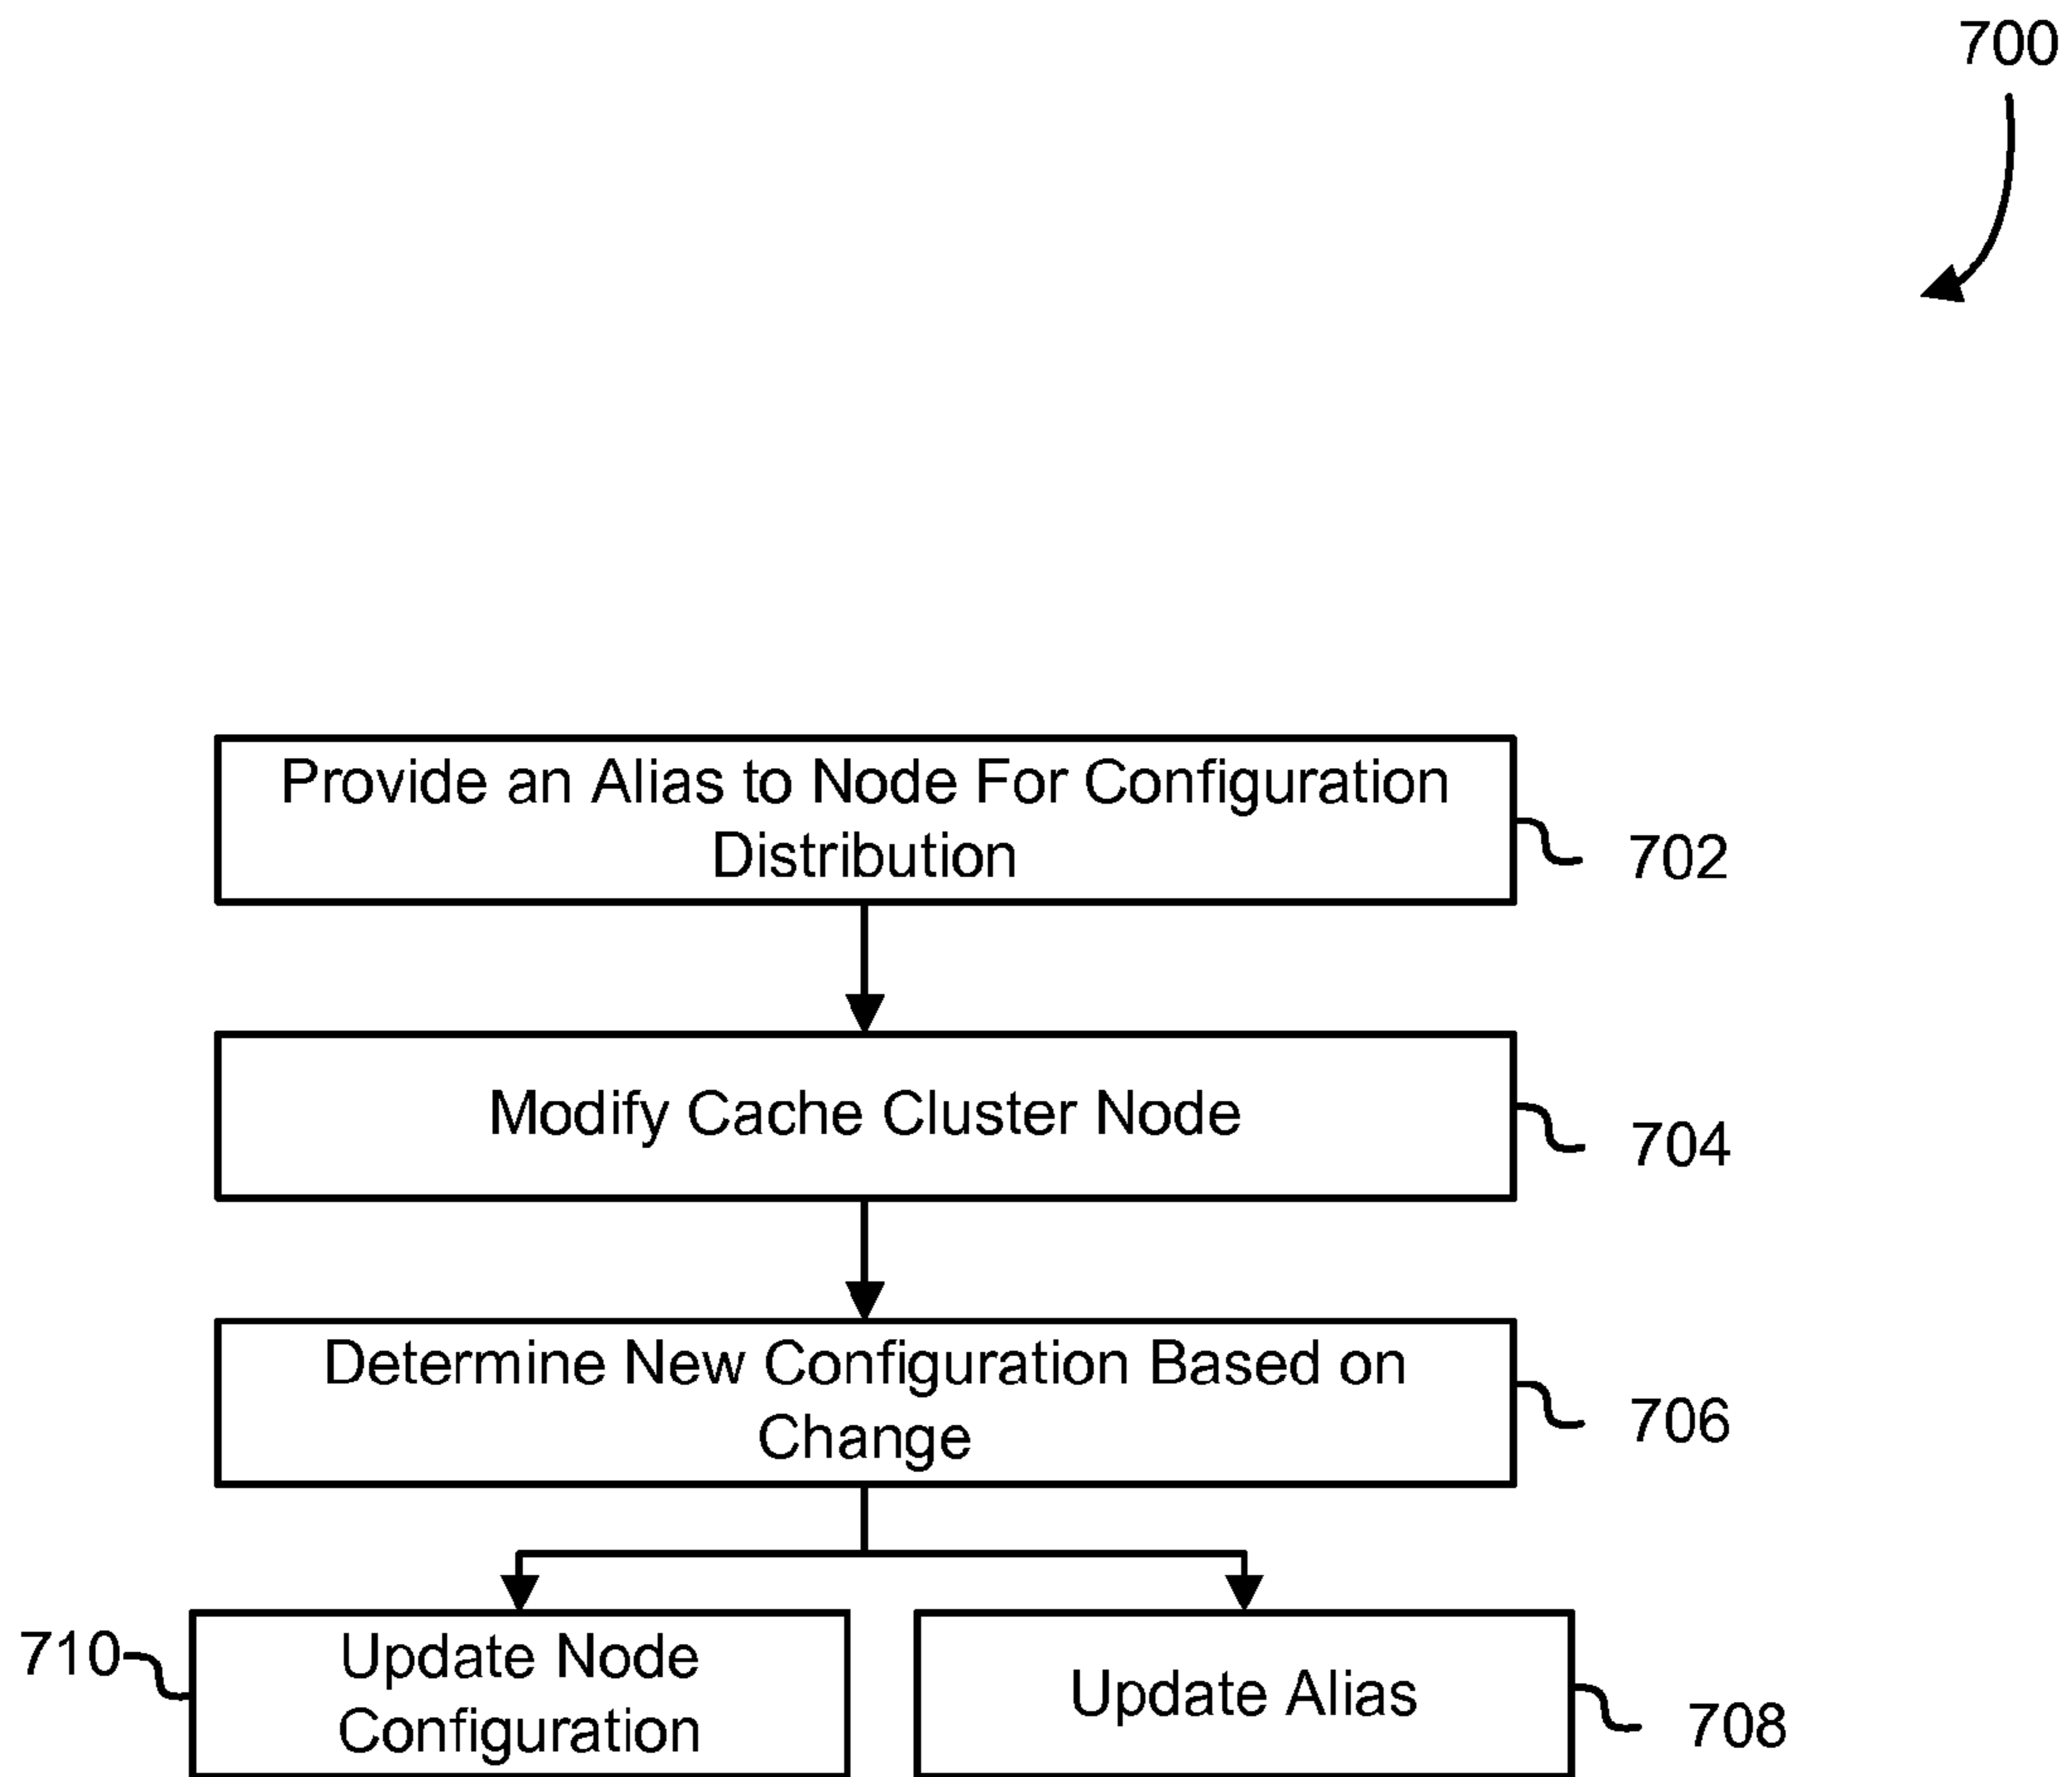 700
Provide an Alias to Node For Configuration
Distribution
702
Modify Cache Cluster Node
704
Determine New Configuration Based on
Change
706
710
Update Node
Configuration
Update Alias
708